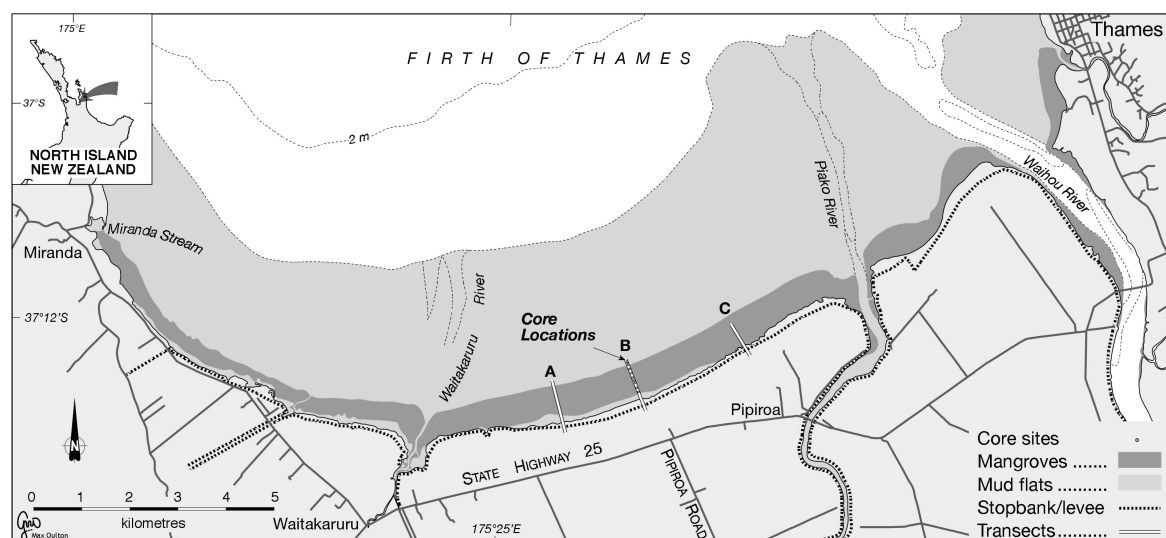 175°E
37°S
NORTH ISLAND
NEW ZEALAND
FIRTH OF THAMES
Thames
2 m
Miranda Stream
Miranda
Piako River
Waihou River
37°12'S
Waitakaruru River
Core
Locations
A
B
C
Pipiroa
STATE HIGHWAY 25
PIPIROA ROAD
N
0 1 2 3 4 5
kilometres
Waitakaruru
175°25'E
Max Oulton
Core sites
Mangroves ......
Mud flats ..........
Stopbank/levee
Transects..........